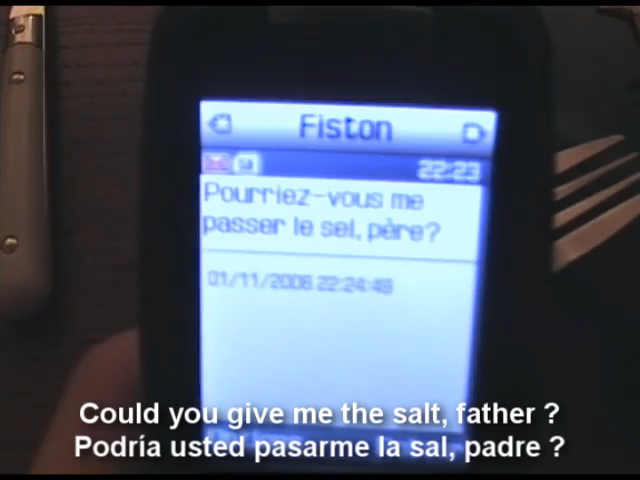 Fiston
22:23
Pourriez-vous me
passer le sel, père?
01/11/2008 22:24:49
Could you give me the salt, father ?
Podría usted pasarme la sal, padre ?